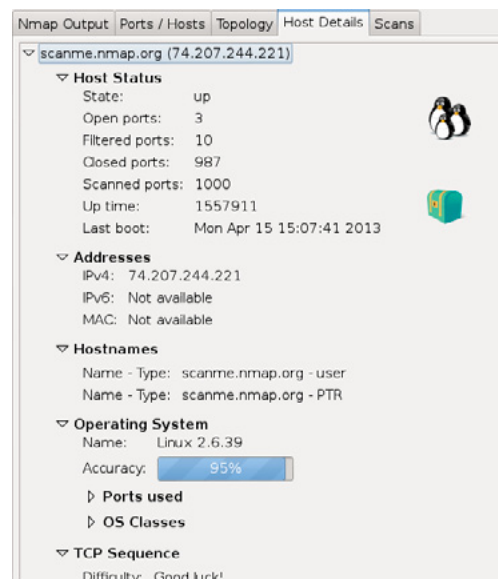 Nmap Output Ports / Hosts Topology Host Details Scans
scanme.nmap.org (74.207.244.221)
Host Status
State: up
Open ports: 3
Filtered ports: 10
Closed ports: 987
Scanned ports: 1000
Up time: 1557911
Last boot: Mon Apr 15 15:07:41 2013
Addresses
IPv4: 74.207.244.221
IPv6: Not available
MAC: Not available
Hostnames
Name - Type: scanme.nmap.org - user
Name - Type: scanme.nmap.org - PTR
Operating System
Name: Linux 2.6.39
Accuracy: 95%
Ports used
OS Classes
TCP Sequence
Difficulty: Good luck!